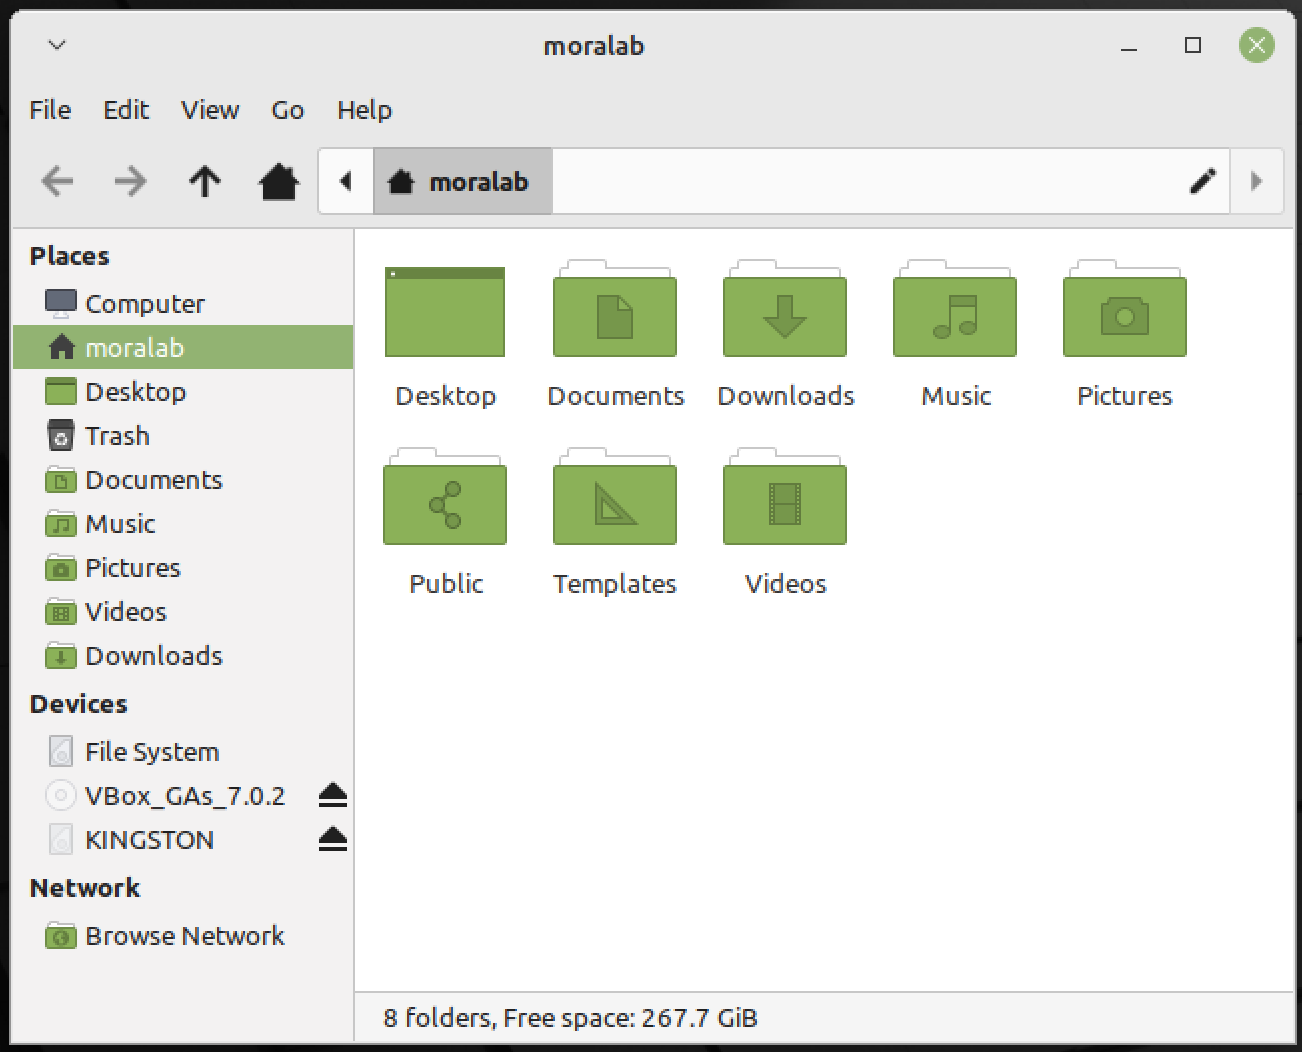 moralab
File Edit View Go Help
moralab
Places
Computer
moralab
Desktop
Trash
Documents
Music
Pictures
Videos
Downloads
Devices
File System
VBox_GAs_7.0.2
KINGSTON
Network
Browse Network
Desktop Documents Downloads Music Pictures
Public Templates Videos
8 folders, Free space: 267.7 GiB